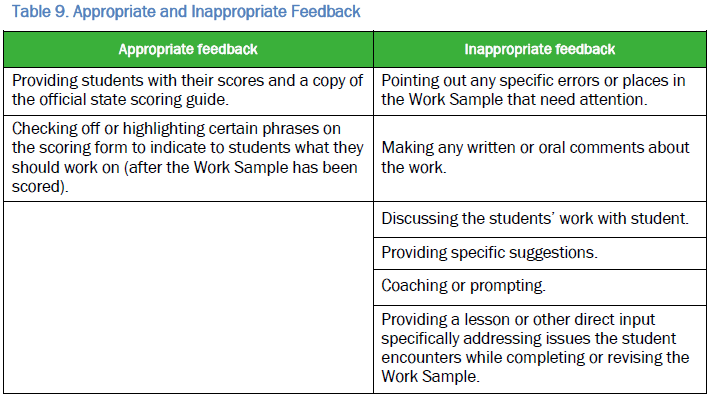 Table 9. Appropriate and Inappropriate Feedback
Appropriate feedback
Inappropriate feedback
Providing students with their scores and a copy of
the official state scoring guide.
Pointing out any specific errors or places in
the Work Sample that need attention.
Checking off or highlighting certain phrases on
the scoring form to indicate to students what they
should work on (after the Work Sample has been
scored).
Making any written or oral comments about
the work.
Discussing the students’ work with student.
Providing specific suggestions.
Coaching or prompting.
Providing a lesson or other direct input
specifically addressing issues the student
encounters while completing or revising the
Work Sample.